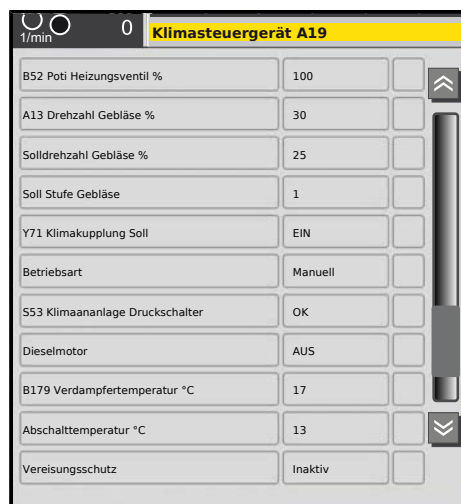 1/min 0 Klimasteuergerät A19
B52 Poti Heizungsventil % 100
A13 Drehzahl Gebläse % 30
Solldrehzahl Gebläse % 25
Soll Stufe Gebläse 1
Y71 Klimakupplung Soll EIN
Betriebsart Manuell
S53 Klimaananlage Druckschalter OK
Dieselmotor AUS
B179 Verdampfertemperatur °C 17
Abschalttemperatur °C 13
Vereisungsschutz Inaktiv